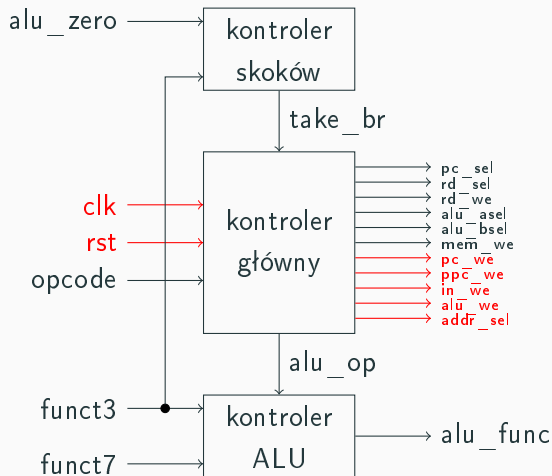 alu_zero
kontroler
skoków
take_br
clk
rst
opcode
kontroler
główny
pc_sel
rd_sel
rd_we
alu_asel
alu_bsel
mem_we
pc_we
ppc_we
in_we
alu_we
addr_sel
alu_op
funct3
funct7
kontroler
ALU
alu_func